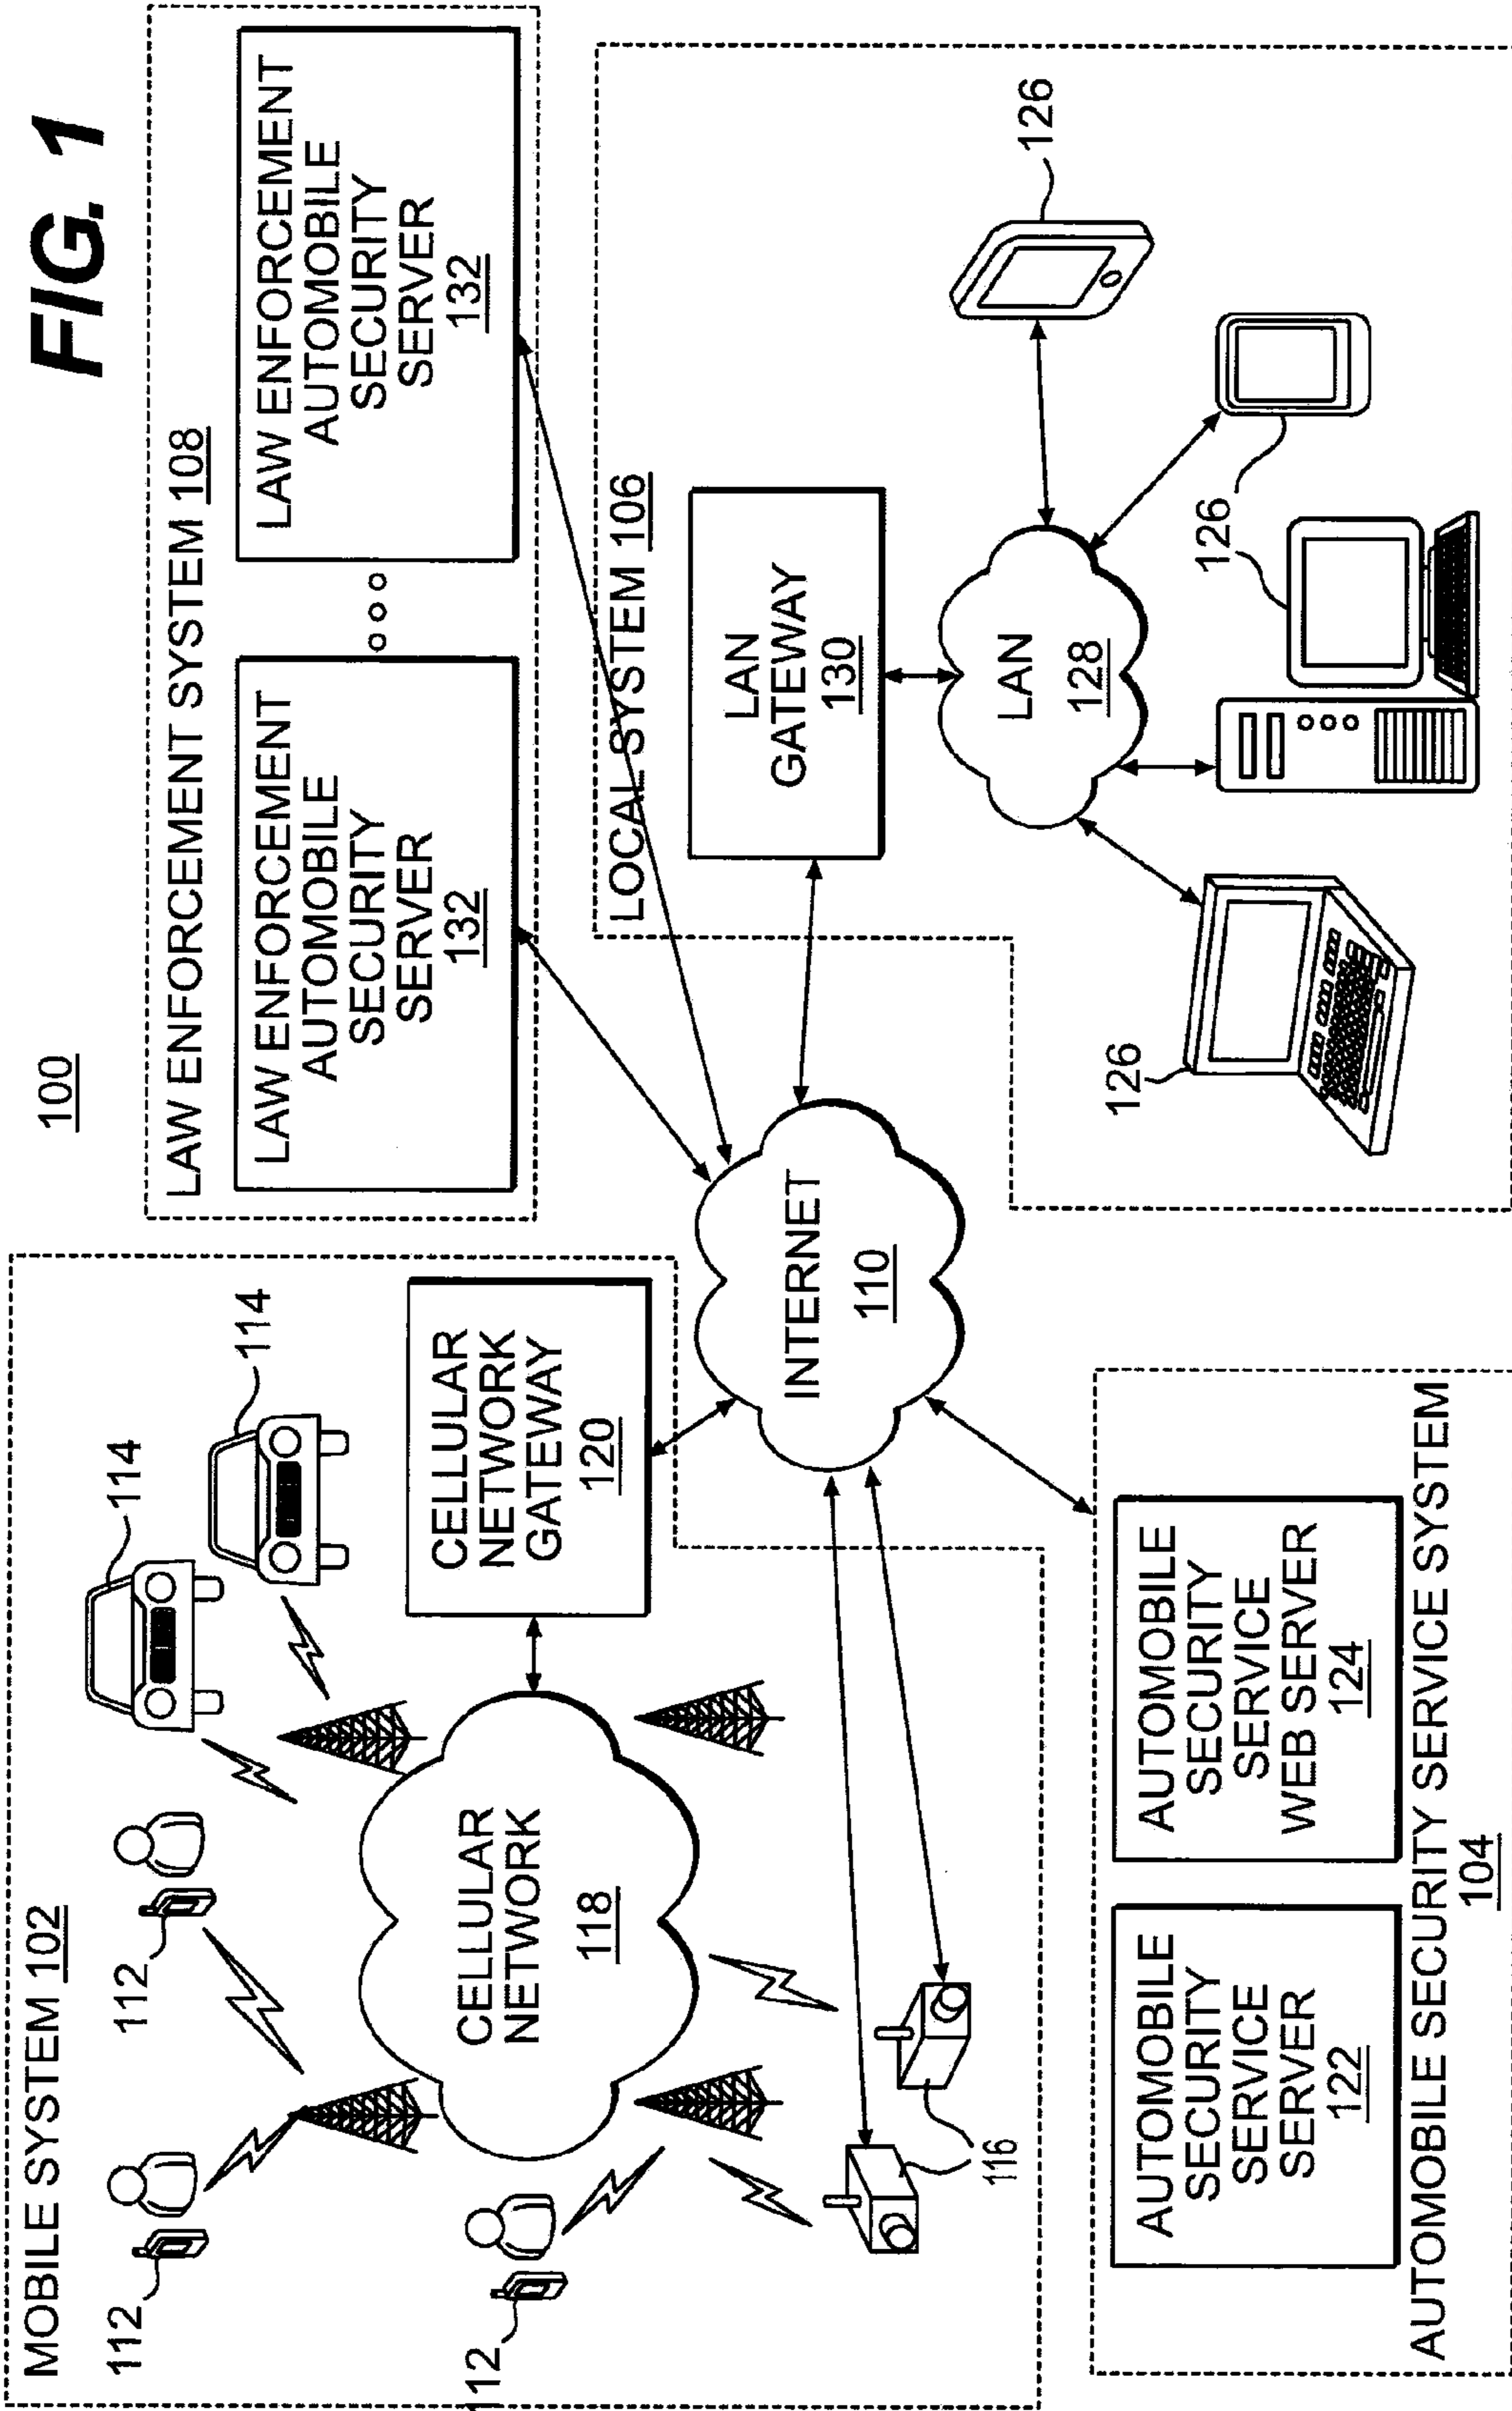 FIG. 1
100
MOBILE SYSTEM 102
112
112
112
114
114
CELLULAR
NETWORK
118
CELLULAR
NETWORK
GATEWAY
120
116
LAW ENFORCEMENT SYSTEM 108
LAW ENFORCEMENT
AUTOMOBILE
SECURITY
SERVER
132
LAW ENFORCEMENT
AUTOMOBILE
SECURITY
SERVER
132
INTERNET
110
LOCAL SYSTEM 106
LAN
GATEWAY
130
LAN
128
126
126
126
AUTOMOBILE
SECURITY
SERVICE
SERVER
122
AUTOMOBILE
SECURITY
SERVICE
WEB SERVER
124
AUTOMOBILE SECURITY SERVICE SYSTEM
104